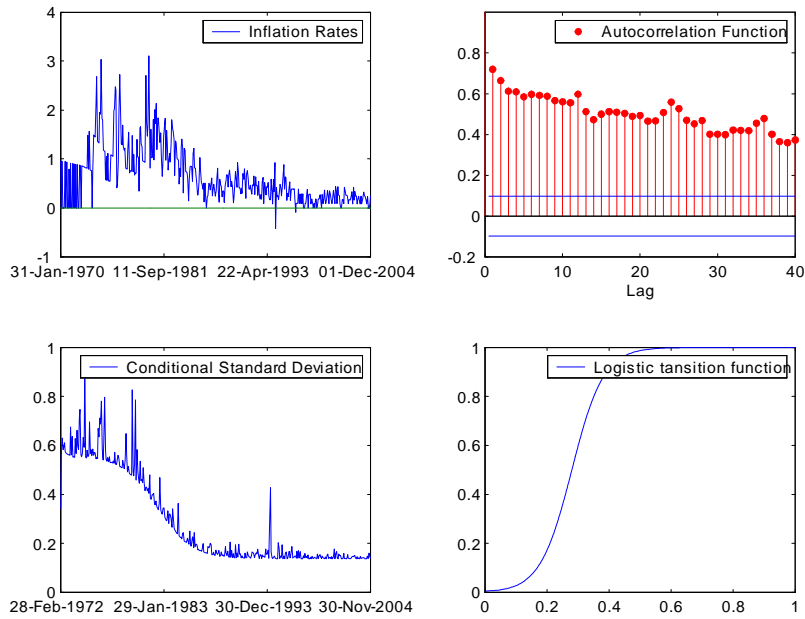 Inflation Rates
4
3
2
1
0
-1
31-Jan-1970 11-Sep-1981 22-Apr-1993 01-Dec-2004
Autocorrelation Function
0.8
0.6
0.4
0.2
0
-0.2
0 10 20 30 40
Lag
Conditional Standard Deviation
1
0.8
0.6
0.4
0.2
0
28-Feb-1972 29-Jan-1983 30-Dec-1993 30-Nov-2004
Logistic tansition function
1
0.8
0.6
0.4
0.2
0
0 0.2 0.4 0.6 0.8 1